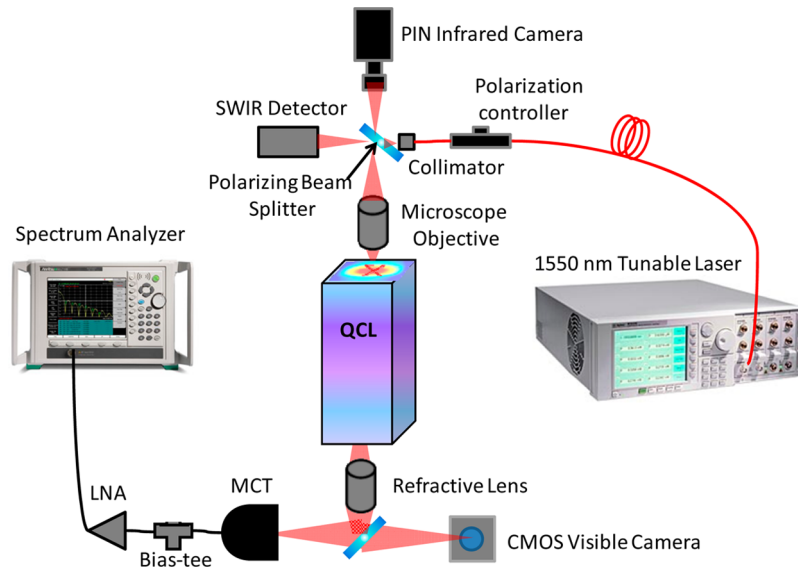 PIN Infrared Camera
SWIR Detector
Polarization
controller
Polarizing Beam
Splitter
Collimator
Microscope
Objective
Spectrum Analyzer
1550 nm Tunable Laser
QCL
LNA
MCT
Refractive Lens
Bias-tee
CMOS Visible Camera